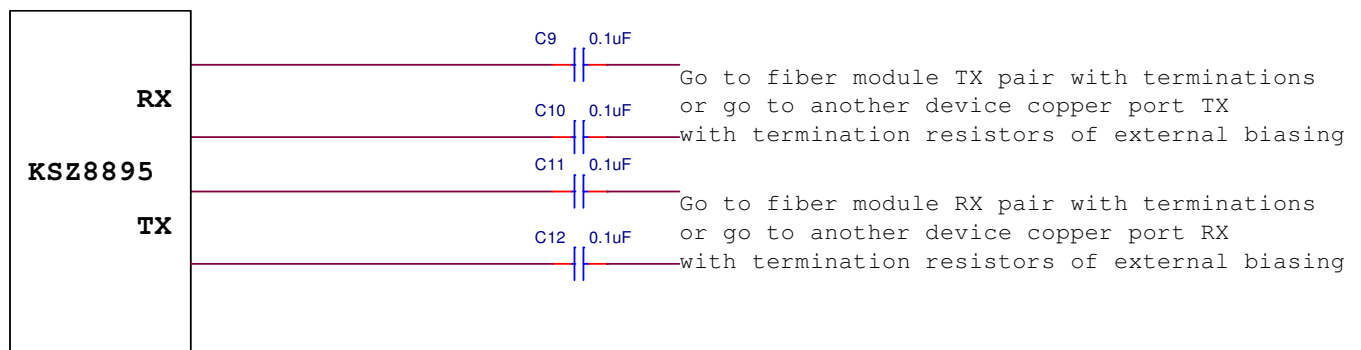 C9 0.1uF
RX
Go to fiber module TX pair with terminations
or go to another device copper port TX
with termination resistors of external biasing
C10 0.1uF
KSZ8895
C11 0.1uF
TX
Go to fiber module RX pair with terminations
or go to another device copper port RX
with termination resistors of external biasing
C12 0.1uF